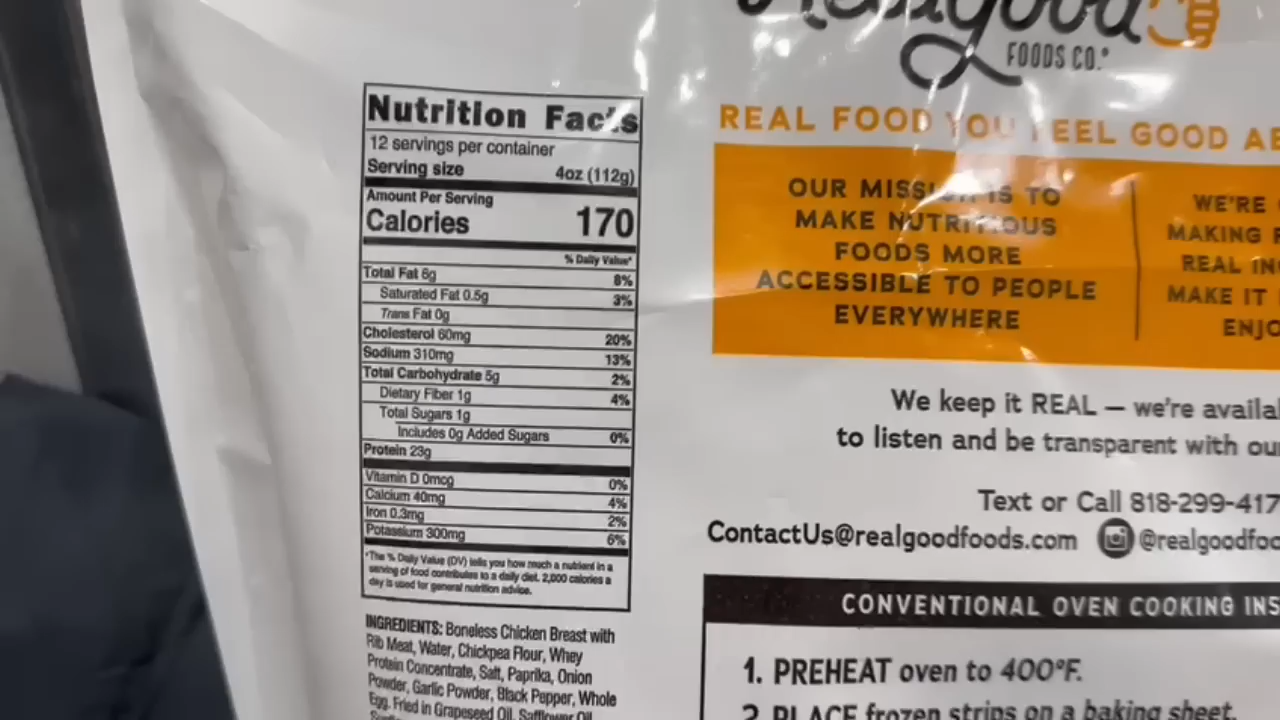 Realgood
FOODS CO.®
REAL FOOD YOU FEEL GOOD
OUR MISSION IS TO
MAKE NUTRITIOUS
FOODS MORE
ACCESSIBLE TO PEOPLE
EVERYWHERE
WE'RE
MAKING
REAL
MAKE IT
Nutrition Facts
12 servings per container
Serving size 4oz (112g)
Amount Per Serving
Calories 170
% Daily Value*
Total Fat 6g 8%
Saturated Fat 0.5g 3%
Trans Fat 0g
Cholesterol 60mg 20%
Sodium 310mg 13%
Total Carbohydrate 5g 2%
Dietary Fiber 1g 4%
Total Sugars 1g
Includes 0g Added Sugars 0%
Protein 23g
Vitamin D 0mcg 0%
Calcium 40mg 4%
Iron 0.3mg 2%
Potassium 300mg 6%
*The % Daily Value (DV) tells you how much a nutrient in a
serving of food contributes to a daily diet. 2,000 calories a
day is used for general nutrition advice.
INGREDIENTS: Boneless Chicken Breast with
Rib Meat, Water, Chickpea Flour, Whey
Protein Concentrate, Salt, Paprika, Onion
Powder, Garlic Powder, Black Pepper, Whole
Egg. Fried in Grapeseed Oil, Safflower Oil,
We keep it REAL – we're
to listen and be transparent with
Text or Call 818-299-417
ContactUs@realgoodfoods.com @realgoodfoo
CONVENTIONAL OVEN COOKING INS
1. PREHEAT oven to 400°F.
2. PLACE frozen strips on a baking sheet.